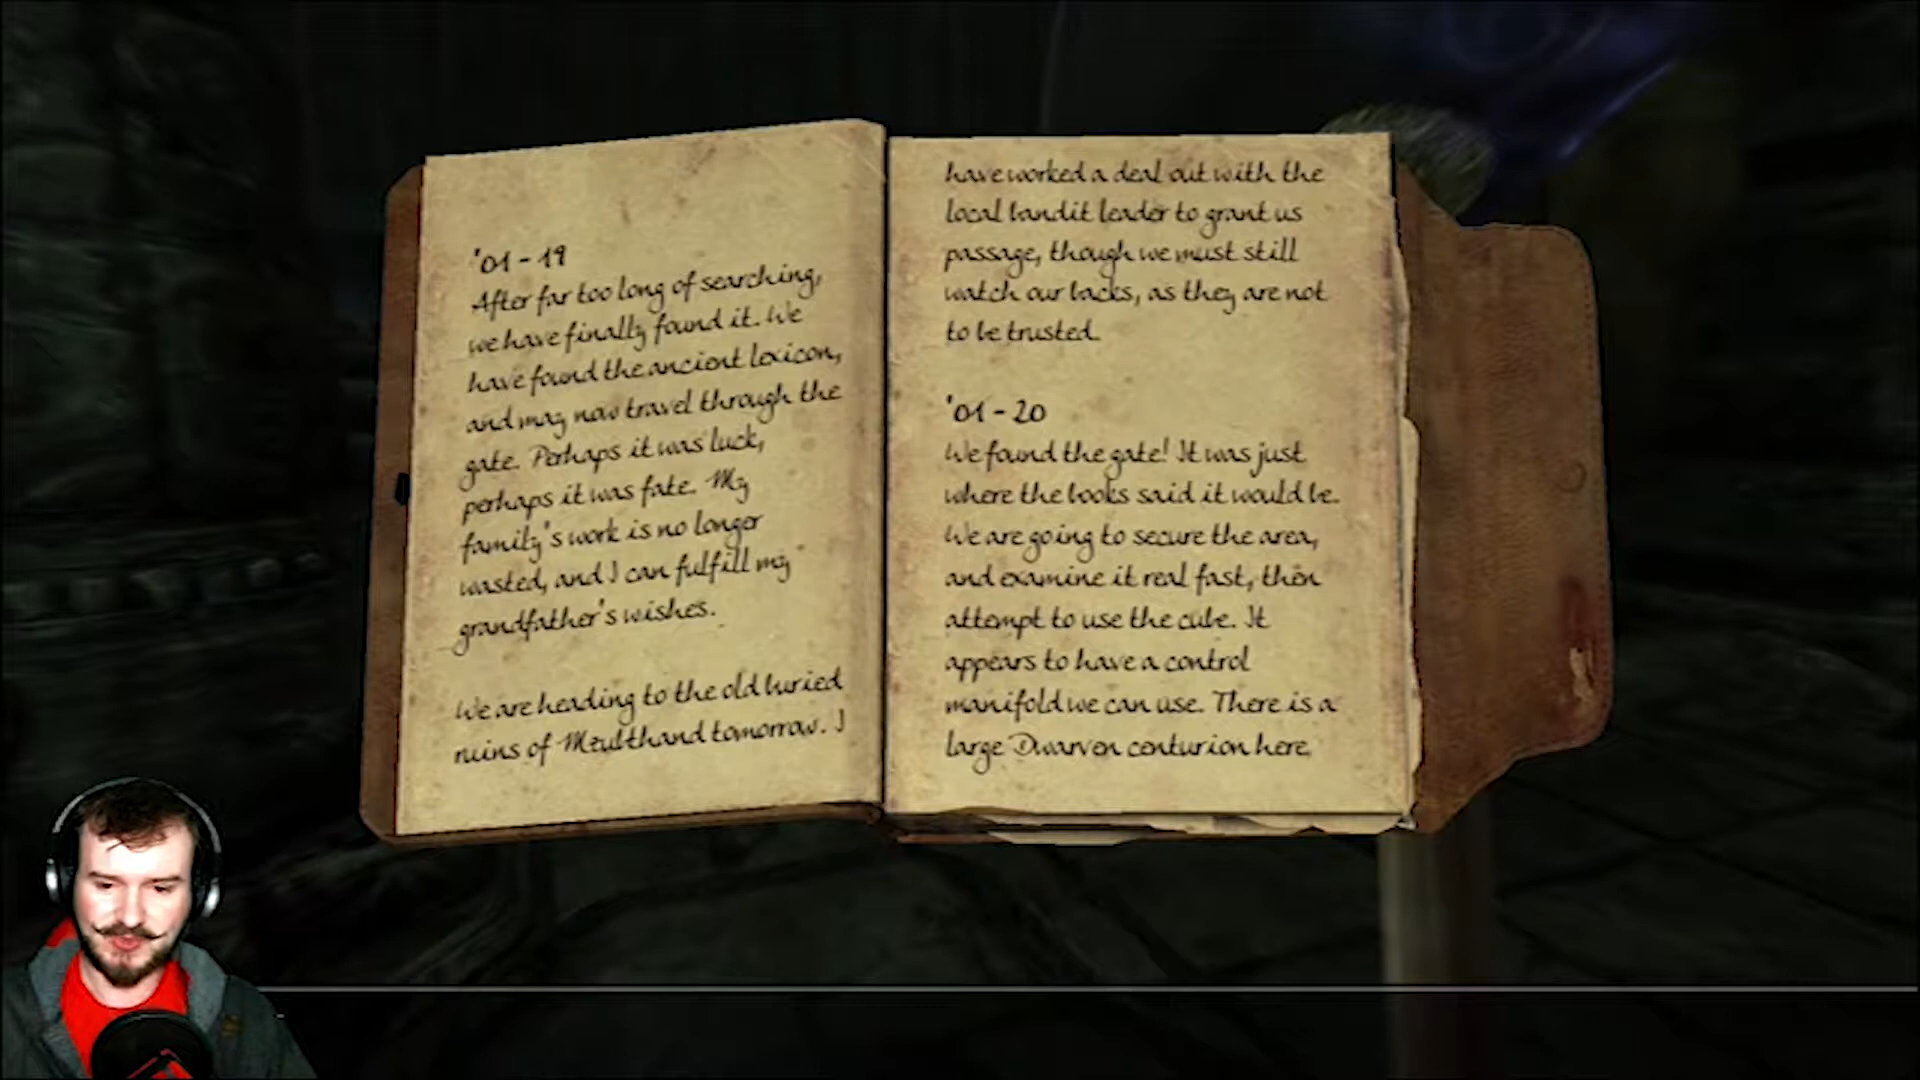 '01 - 19
After far too long of searching,
we have finally found it. We
have found the ancient lexicon,
and may now travel through the
gate. Perhaps it was luck,
perhaps it was fate. My
family's work is no longer
wasted, and I can fulfill my
grandfather's wishes.
We are heading to the old buried
ruins of Mzulthand tomorrow. I
have worked a deal out with the
local bandit leader to grant us
passage, though we must still
watch our backs, as they are not
to be trusted.
'01 - 20
We found the gate! It was just
where the books said it would be.
We are going to secure the area,
and examine it real fast, then
attempt to use the cube. It
appears to have a control
manifold we can use. There is a
large Dwarven centurion here